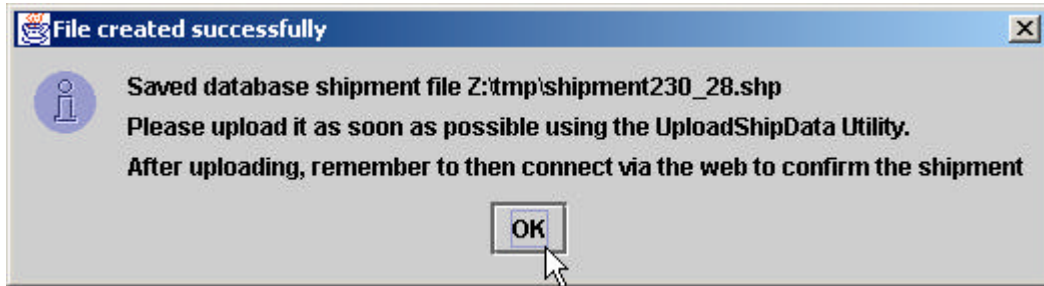 File created successfully
Saved database shipment file Z:\tmp\shipment230_28.shp
Please upload it as soon as possible using the UploadShipData Utility.
After uploading, remember to then connect via the web to confirm the shipment
OK